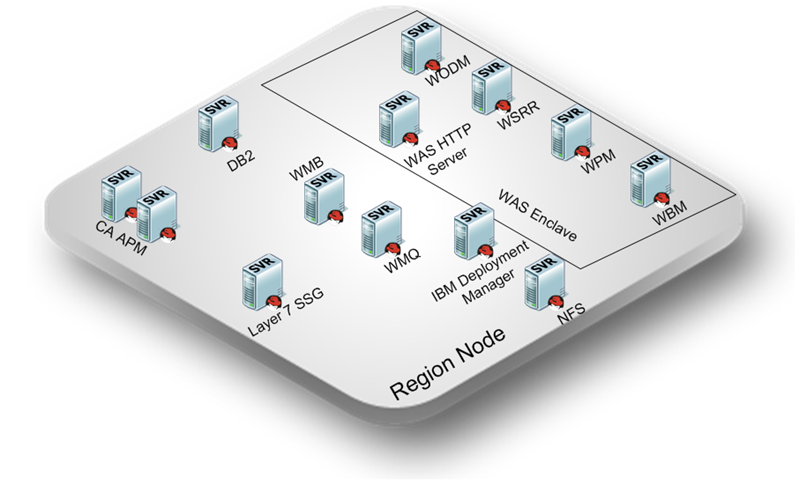 SVR
WODM
SVR
WSRR
SVR
WAS HTTP
Server
SVR
WPM
SVR
WBM
WAS Enclave
SVR
DB2
SVR
SVR
CA APM
WMB
SVR
SVR
WMQ
SVR
IBM Deployment
Manager
SVR
NFS
SVR
Layer 7 SSG
Region Node